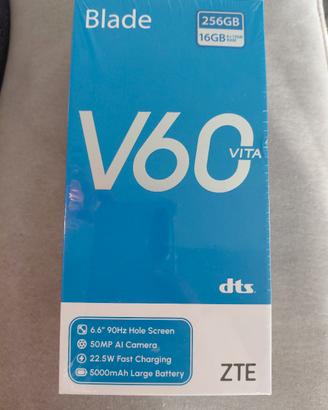 Blade
256GB
16GB
V60
VITA
dts
6.6" 90Hz Hole Screen
50MP AI Camera
22.5W Fast Charging
5000mAh Large Battery
ZTE